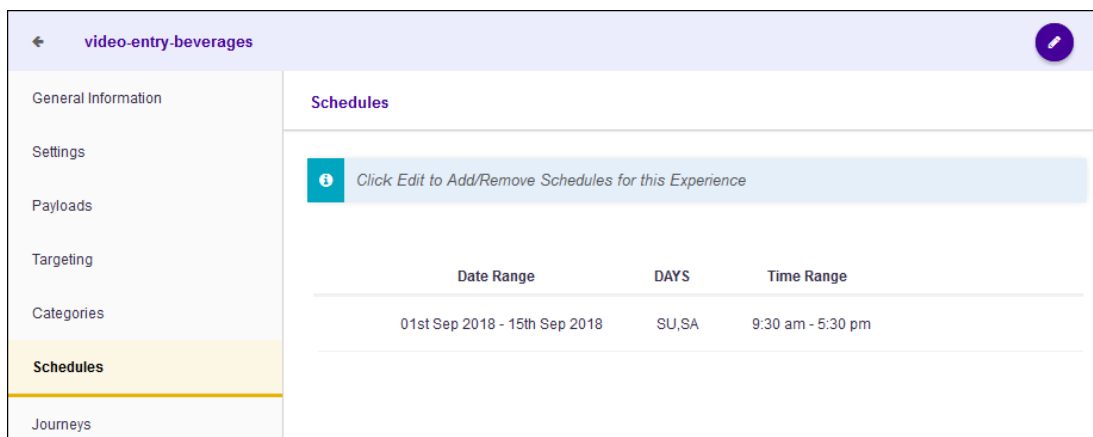 video-entry-beverages
General Information
Settings
Payloads
Targeting
Categories
Schedules
Journeys
Schedules
Click Edit to Add/Remove Schedules for this Experience
Date Range DAYS Time Range
01st Sep 2018 - 15th Sep 2018 SU,SA 9:30 am - 5:30 pm